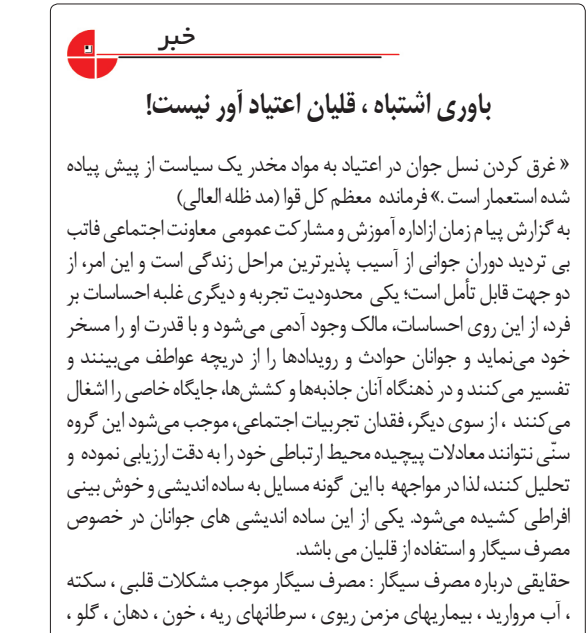 خبر
باوری اشتباه ، قلیان اعتیاد آور نیست!
« غرق کردن نسل جوان در اعتیاد به مواد مخدر یک سیاست از پیش پیاده
شده استعمار است .» فرمانده معظم کل قوا (مد ظله العالی)
به گزارش پیا م زمان ازاداره آموزش و مشارکت عمومی معاونت اجتماعی فاتب
بی تردید دوران جوانی از آسیب پذیرترین مراحل زندگی است و این امر، از
دو جهت قابل تأمل است؛ یکی محدودیت تجربه و دیگری غلبه احساسات بر
فرد، از این روی احساسات، مالک وجود آدمی می‌شود و با قدرت او را مسخر
خود می‌نماید و جوانان حوادث و رویدادها را از دریچه عواطف می‌بینند و
تفسیر می‌کنند و در ذهنگاه آنان جاذبه‌ها و کشش‌ها، جایگاه خاصی را اشغال
می‌کنند ، از سوی دیگر، فقدان تجربیات اجتماعی، موجب می‌شود این گروه
سنّی نتوانند معادلات پیچیده محیط ارتباطی خود را به دقت ارزیابی نموده و
تحلیل کنند، لذا در مواجهه با این گونه مسایل به ساده اندیشی و خوش بینی
افراطی کشیده می‌شود. یکی از این ساده اندیشی های جوانان در خصوص
مصرف سیگار و استفاده از قلیان می باشد.
حقایقی درباره مصرف سیگار : مصرف سیگار موجب مشکلات قلبی ، سکته
، آب مروارید ، بیماریهای مزمن ریوی ، سرطانهای ریه ، خون ، دهان ، گلو ،